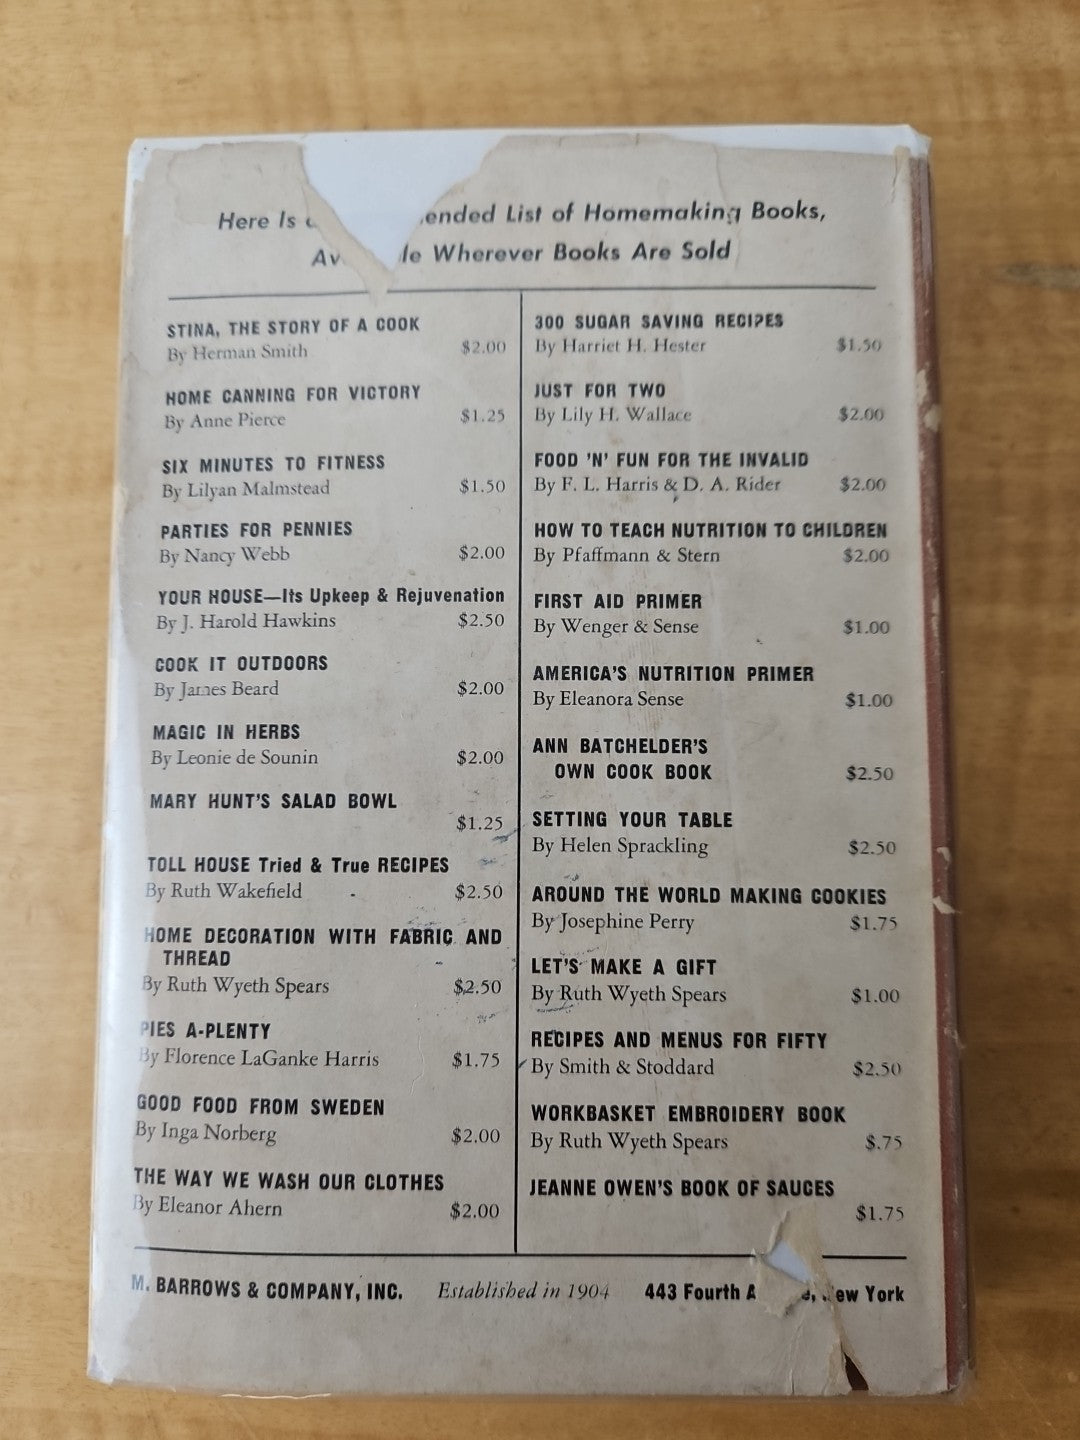 Here Is ended List of Homemaking Books,
Av le Wherever Books Are Sold
STINA, THE STORY OF A COOK
By Herman Smith $2.00
HOME CANNING FOR VICTORY
By Anne Pierce $1.25
SIX MINUTES TO FITNESS
By Lilyan Malmstead $1.50
PARTIES FOR PENNIES
By Nancy Webb $2.00
YOUR HOUSE—Its Upkeep & Rejuvenation
By J. Harold Hawkins $2.50
COOK IT OUTDOORS
By James Beard $2.00
MAGIC IN HERBS
By Leonie de Sounin $2.00
MARY HUNT'S SALAD BOWL
$1.25
TOLL HOUSE Tried & True RECIPES
By Ruth Wakefield $2.50
HOME DECORATION WITH FABRIC AND
THREAD
By Ruth Wyeth Spears $2.50
PIES A-PLENTY
By Florence LaGanke Harris $1.75
GOOD FOOD FROM SWEDEN
By Inga Norberg $2.00
THE WAY WE WASH OUR CLOTHES
By Eleanor Ahern $2.00
300 SUGAR SAVING RECIPES
By Harriet H. Hester $1.50
JUST FOR TWO
By Lily H. Wallace $2.00
FOOD 'N' FUN FOR THE INVALID
By F. L. Harris & D. A. Rider $2.00
HOW TO TEACH NUTRITION TO CHILDREN
By Pfaffmann & Stern $2.00
FIRST AID PRIMER
By Wenger & Sense $1.00
AMERICA'S NUTRITION PRIMER
By Eleanora Sense $1.00
ANN BATCHELDER'S
OWN COOK BOOK $2.50
SETTING YOUR TABLE
By Helen Sprackling $2.50
AROUND THE WORLD MAKING COOKIES
By Josephine Perry $1.75
LET'S MAKE A GIFT
By Ruth Wyeth Spears $1.00
RECIPES AND MENUS FOR FIFTY
By Smith & Stoddard $2.50
WORKBASKET EMBROIDERY BOOK
By Ruth Wyeth Spears $.75
JEANNE OWEN'S BOOK OF SAUCES
$1.75
M. BARROWS & COMPANY, INC. Established in 1904 443 Fourth A e, ew York